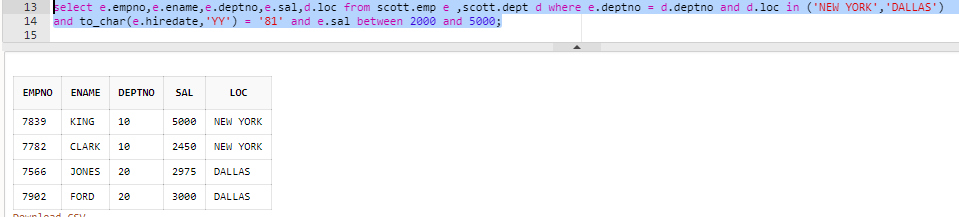 13 select e.empno,e.ename,e.deptno,e.sal,d.loc from scott.emp e ,scott.dept d where e.deptno = d.deptno and d.loc in ('NEW YORK','DALLAS')
14 and to_char(e.hiredate,'YY') = '81' and e.sal between 2000 and 5000;
15
EMPNO ENAME DEPTNO SAL LOC
7839 KING 10 5000 NEW YORK
7782 CLARK 10 2450 NEW YORK
7566 JONES 20 2975 DALLAS
7902 FORD 20 3000 DALLAS
Download CSV